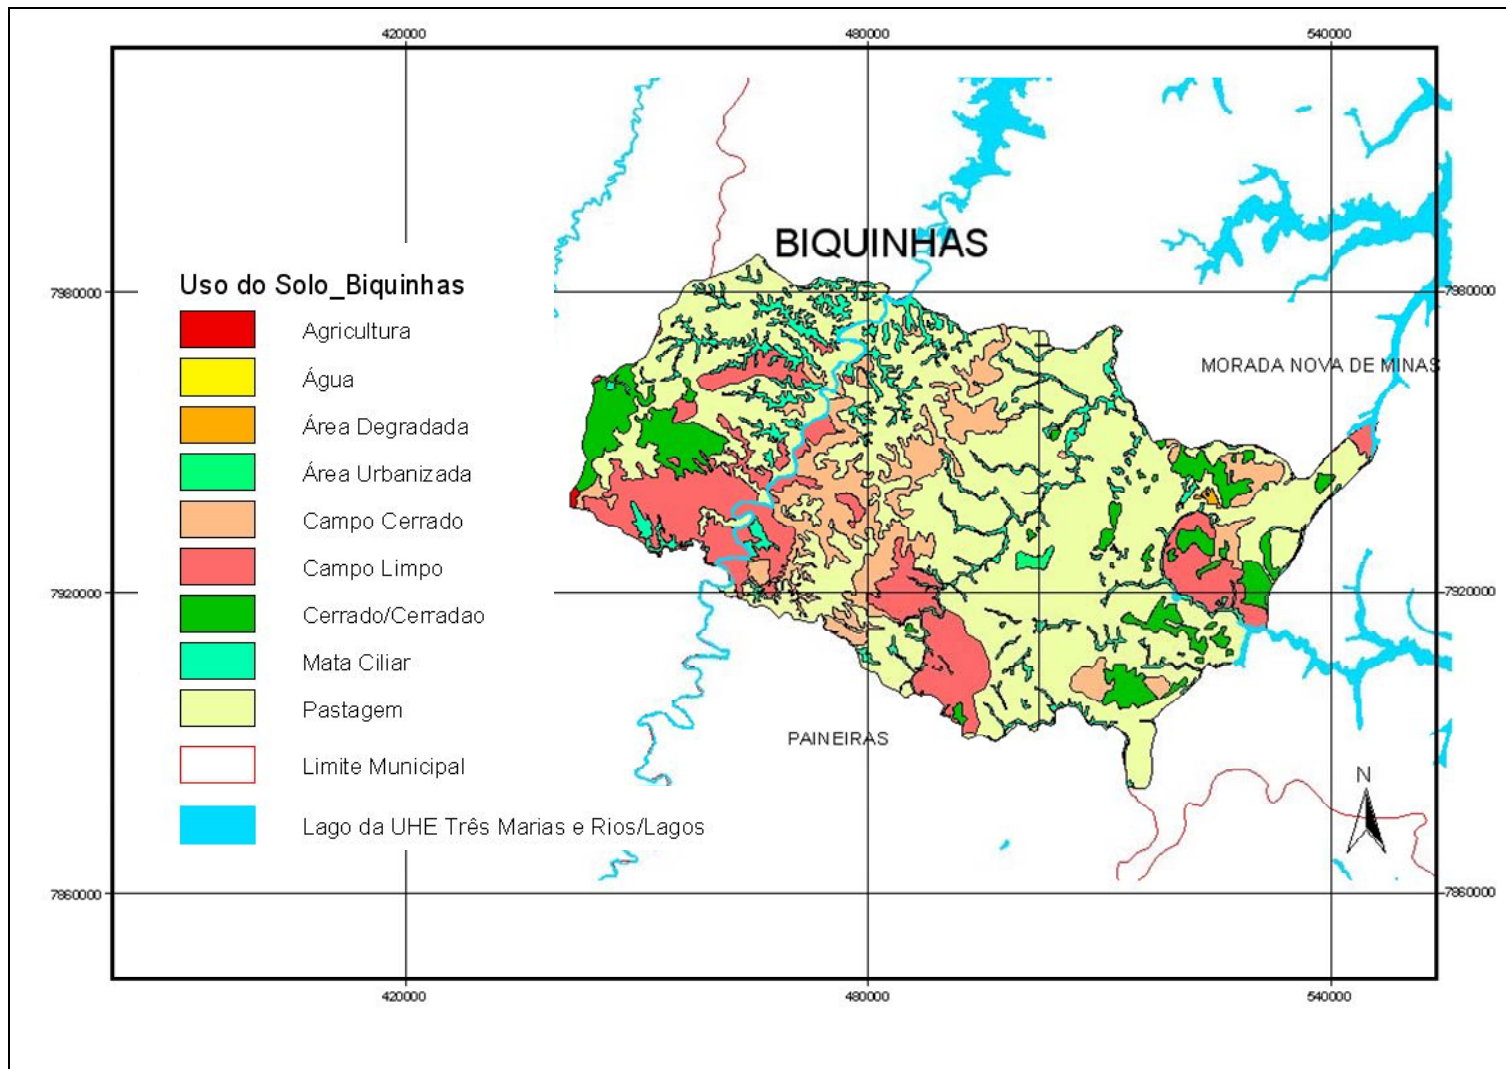 420000
480000
540000
BIQUINHAS
Uso do Solo_Biquinhas
7980000
7980000
Agricultura
MORADA NOVA DE MINAS
Água
Área Degradada
Área Urbanizada
Campo Cerrado
Campo Limpo
7920000
7920000
Cerrado/Cerradao
Mata Ciliar
Pastagem
PAINEIRAS
Limite Municipal
N
Lago da UHE Três Marias e Rios/Lagos
7860000
7860000
420000
480000
540000